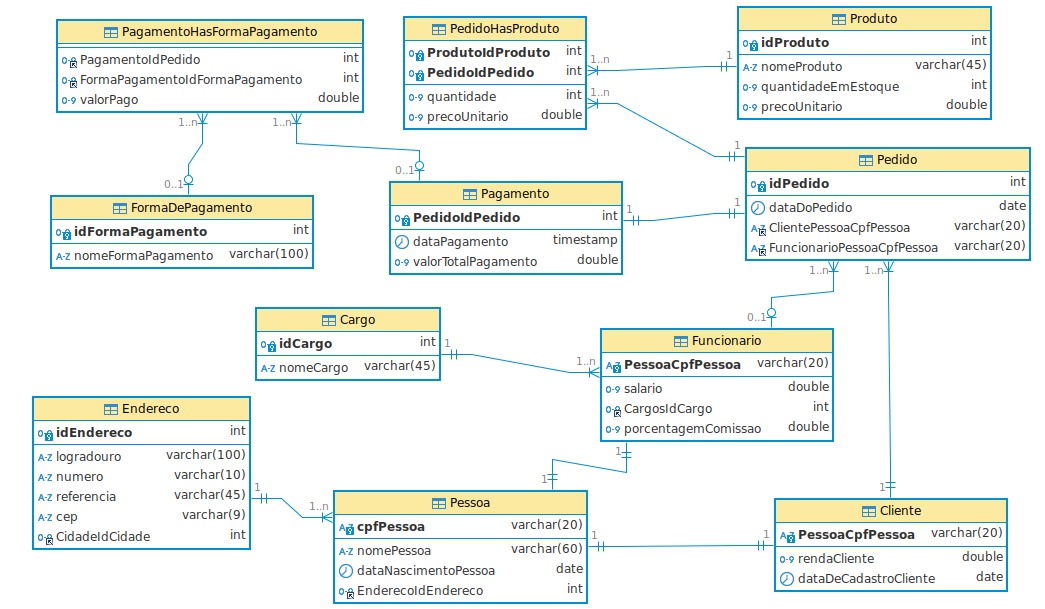 PagamentoHasFormaPagamento
PagamentoIdPedido int
FormaPagamentoIdFormaPagamento int
valorPago double
1..n
1..n
PedidoHasProduto
ProdutoIdProduto int
PedidoIdPedido int
quantidade int
precoUnitario double
1..n
1..n
1
1
Produto
idProduto int
nomeProduto varchar(45)
quantidadeEmEstoque int
precoUnitario double
0..1
0..1
FormaDePagamento
idFormaPagamento int
nomeFormaPagamento varchar(100)
Pagamento
PedidoIdPedido int
dataPagamento timestamp
valorTotalPagamento double
1
1
Pedido
idPedido int
dataDoPedido date
ClientePessoaCpfPessoa varchar(20)
FuncionarioPessoaCpfPessoa varchar(20)
1..n
1..n
0..1
Cargo
idCargo int
nomeCargo varchar(45)
1
1..n
Funcionario
PessoaCpfPessoa varchar(20)
salario double
CargosIdCargo int
porcentagemComissao double
1
1
Endereco
idEndereco int
logradouro varchar(100)
numero varchar(10)
referencia varchar(45)
cep varchar(9)
CidadeIdCidade int
1
1..n
Pessoa
cpfPessoa varchar(20)
nomePessoa varchar(60)
dataNascimentoPessoa date
EnderecoIdEndereco int
1
1
1
Cliente
PessoaCpfPessoa varchar(20)
rendaCliente double
dataDeCadastroCliente date